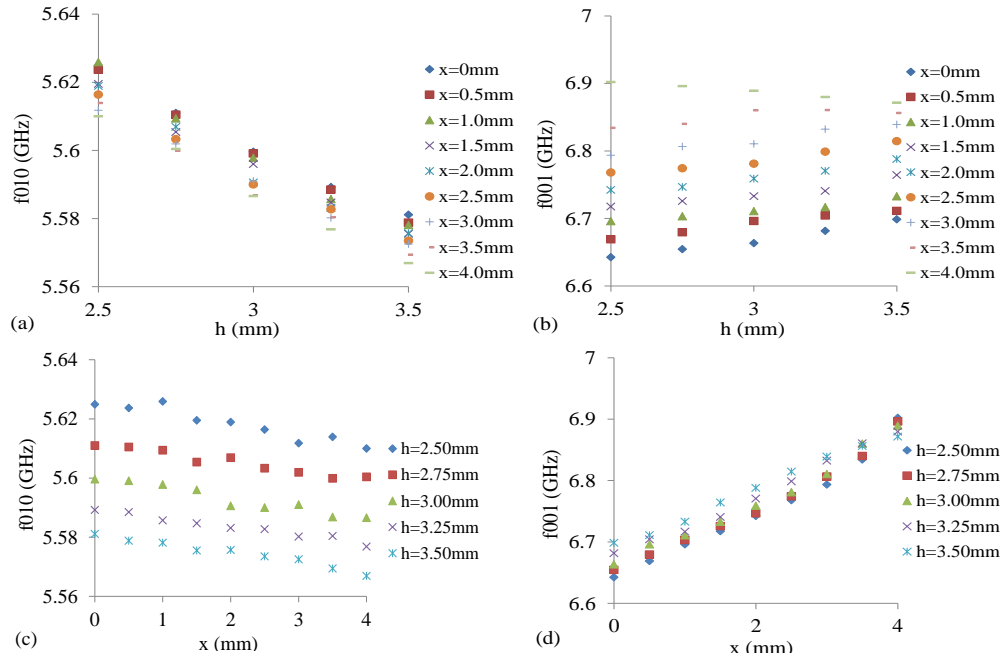 5.64
5.62
5.6
5.58
5.56
f010 (GHz)
2.5
3
3.5
h (mm)
(a)
x=0mm
x=0.5mm
x=1.0mm
x=1.5mm
x=2.0mm
x=2.5mm
x=3.0mm
x=3.5mm
x=4.0mm
7
6.9
6.8
6.7
6.6
f001 (GHz)
2.5
3
3.5
h (mm)
(b)
x=0mm
x=0.5mm
x=1.0mm
x=1.5mm
x=2.0mm
x=2.5mm
x=3.0mm
x=3.5mm
x=4.0mm
5.64
5.62
5.6
5.58
5.56
f010 (GHz)
0
1
2
3
4
x (mm)
(c)
h=2.50mm
h=2.75mm
h=3.00mm
h=3.25mm
h=3.50mm
7
6.9
6.8
6.7
6.6
f001 (GHz)
0
2
4
x (mm)
(d)
h=2.50mm
h=2.75mm
h=3.00mm
h=3.25mm
h=3.50mm